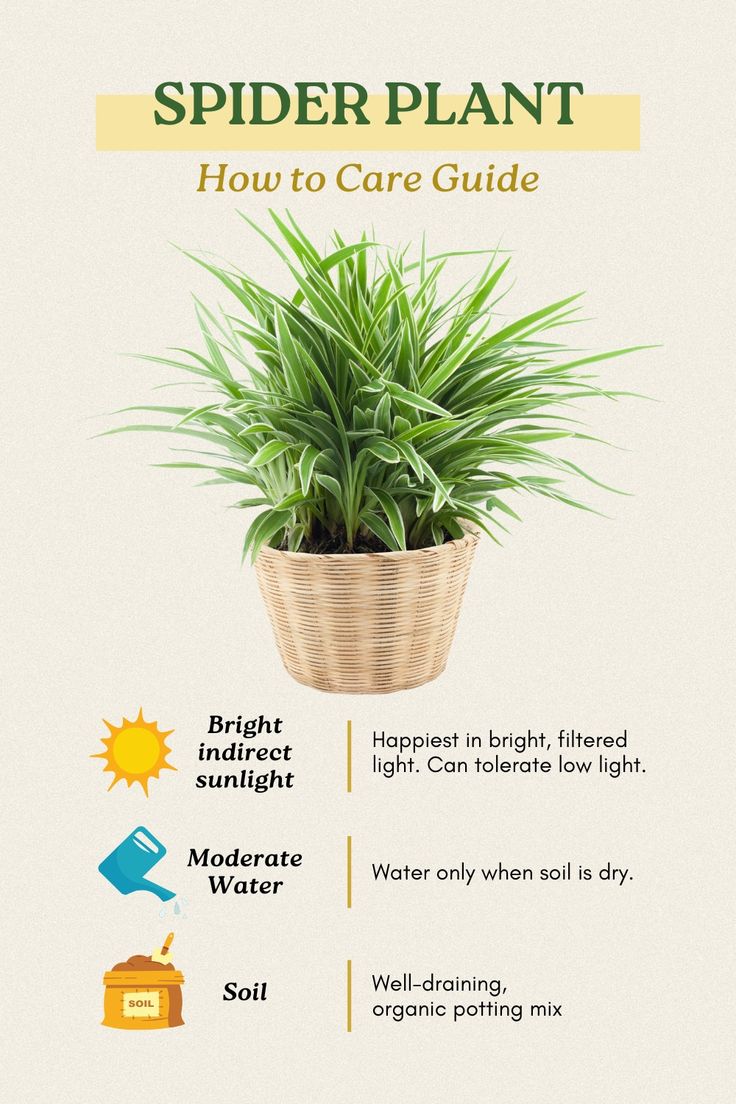 SPIDER PLANT
How to Care Guide
Bright
indirect
sunlight
Happiest in bright, filtered
light. Can tolerate low light.
Moderate
Water
Water only when soil is dry.
SOIL
Soil
Well-draining,
organic potting mix